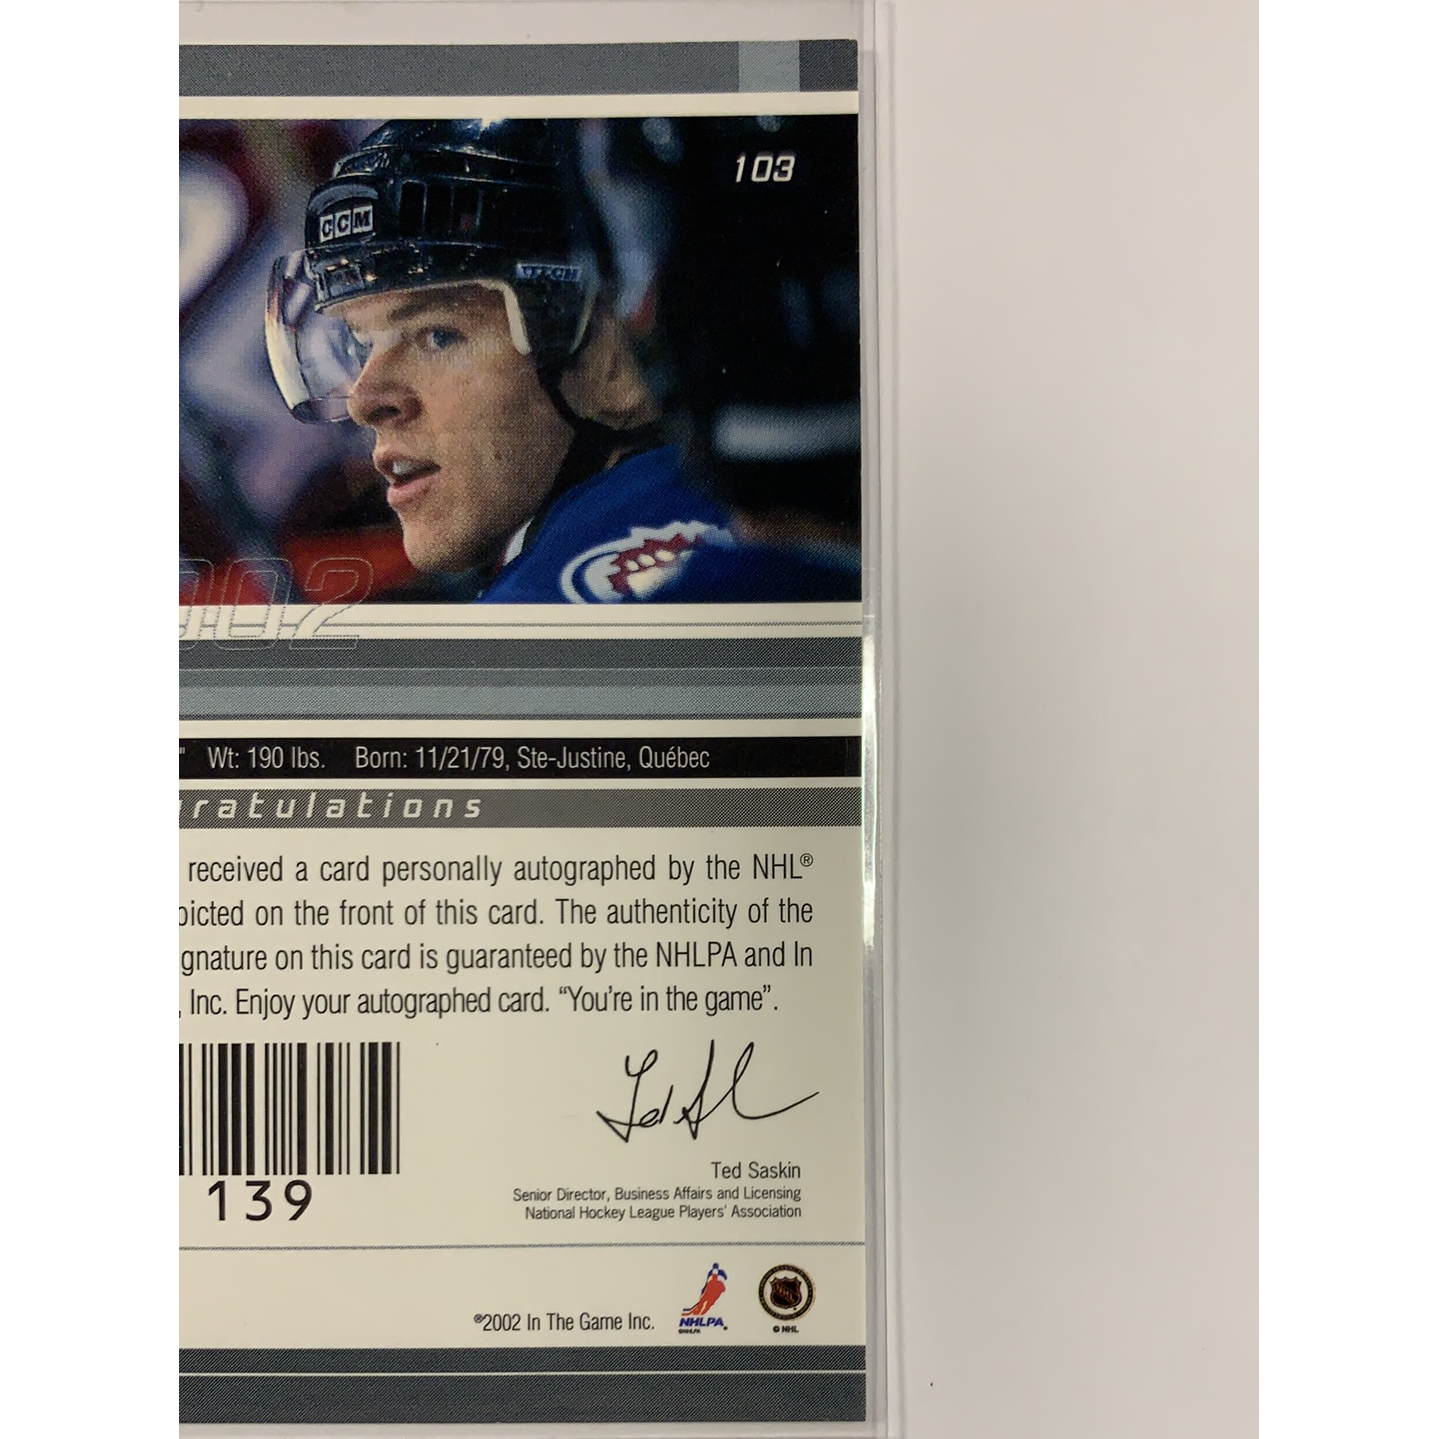 103
CCM
002
Wt: 190 lbs. Born: 11/21/79, Ste-Justine, Québec
ratulations
received a card personally autographed by the NHL®
picted on the front of this card. The authenticity of the
gnature on this card is guaranteed by the NHLPA and In
, Inc. Enjoy your autographed card. “You're in the game”.
139
Ted Saskin
Senior Director, Business Affairs and Licensing
National Hockey League Players' Association
©2002 In The Game Inc.
NHLPA
© NHL